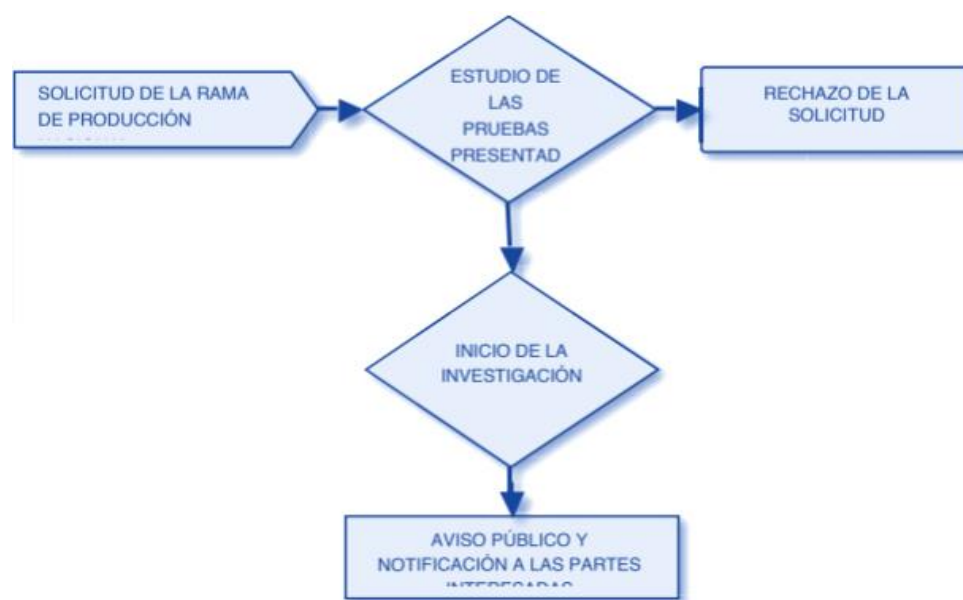 SOLICITUD DE LA RAMA
DE PRODUCCIÓN
ESTUDIO DE
LAS
PRUEBAS
PRESENTAD
RECHAZO DE LA
SOLICITUD
INICIO DE LA
INVESTIGACIÓN
AVISO PÚBLICO Y
NOTIFICACIÓN A LAS PARTES
INTERESADAS